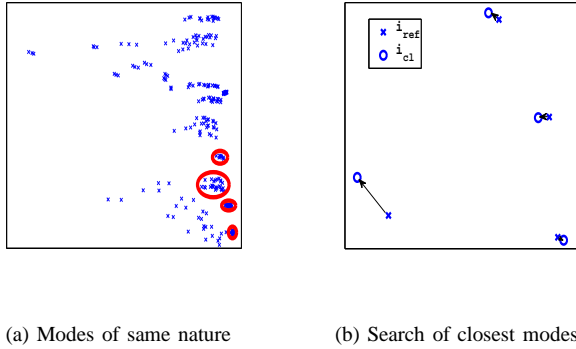 i_ref
i_cl
(a) Modes of same nature
(b) Search of closest modes